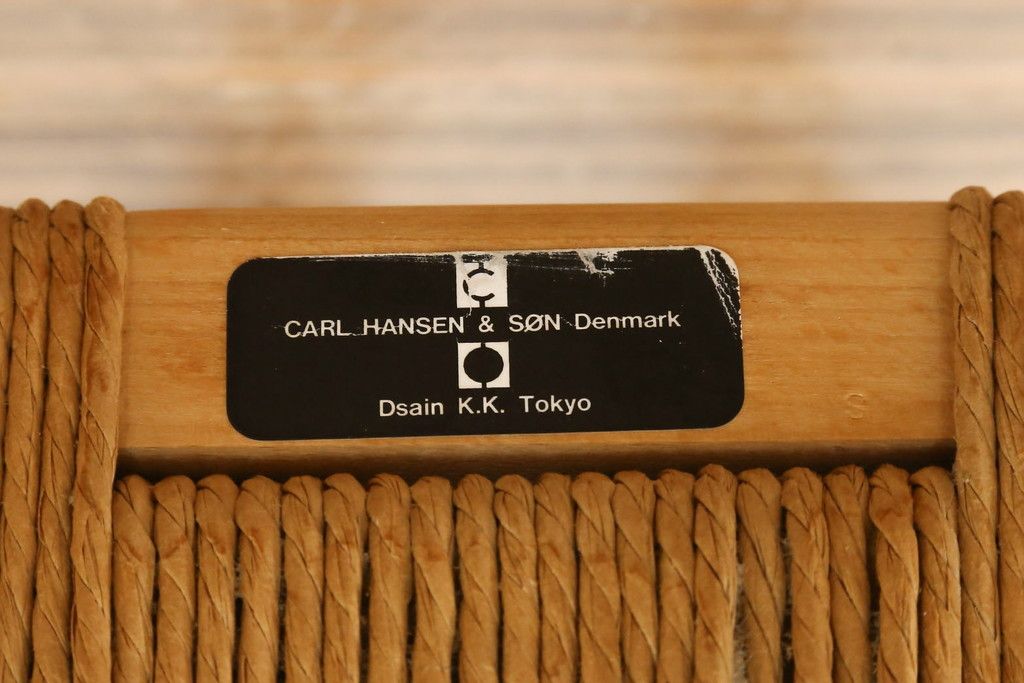 C
CARL HANSEN & SØN Denmark
Dsain K.K. Tokyo
S